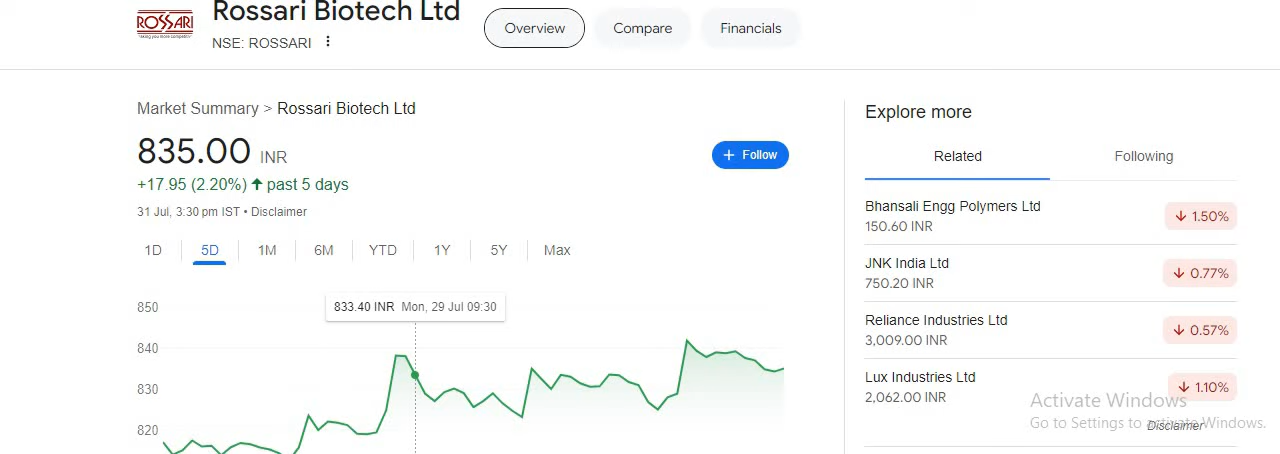 ROSSARI
Rossari Biotech Ltd
NSE: ROSSARI
Overview
Compare
Financials
Market Summary > Rossari Biotech Ltd
835.00 INR
+ Follow
+17.95 (2.20%) ↑ past 5 days
31 Jul, 3:30 pm IST • Disclaimer
1D 5D 1M 6M YTD 1Y 5Y Max
833.40 INR Mon, 29 Jul 09:30
850
840
830
820
Explore more
Related
Following
Bhansali Engg Polymers Ltd
150.60 INR
↓ 1.50%
JNK India Ltd
750.20 INR
↓ 0.77%
Reliance Industries Ltd
3,009.00 INR
↓ 0.57%
Lux Industries Ltd
2,062.00 INR
↓ 1.10%
Activate Windows
Go to Settings to activate Windows.
Disclaimer